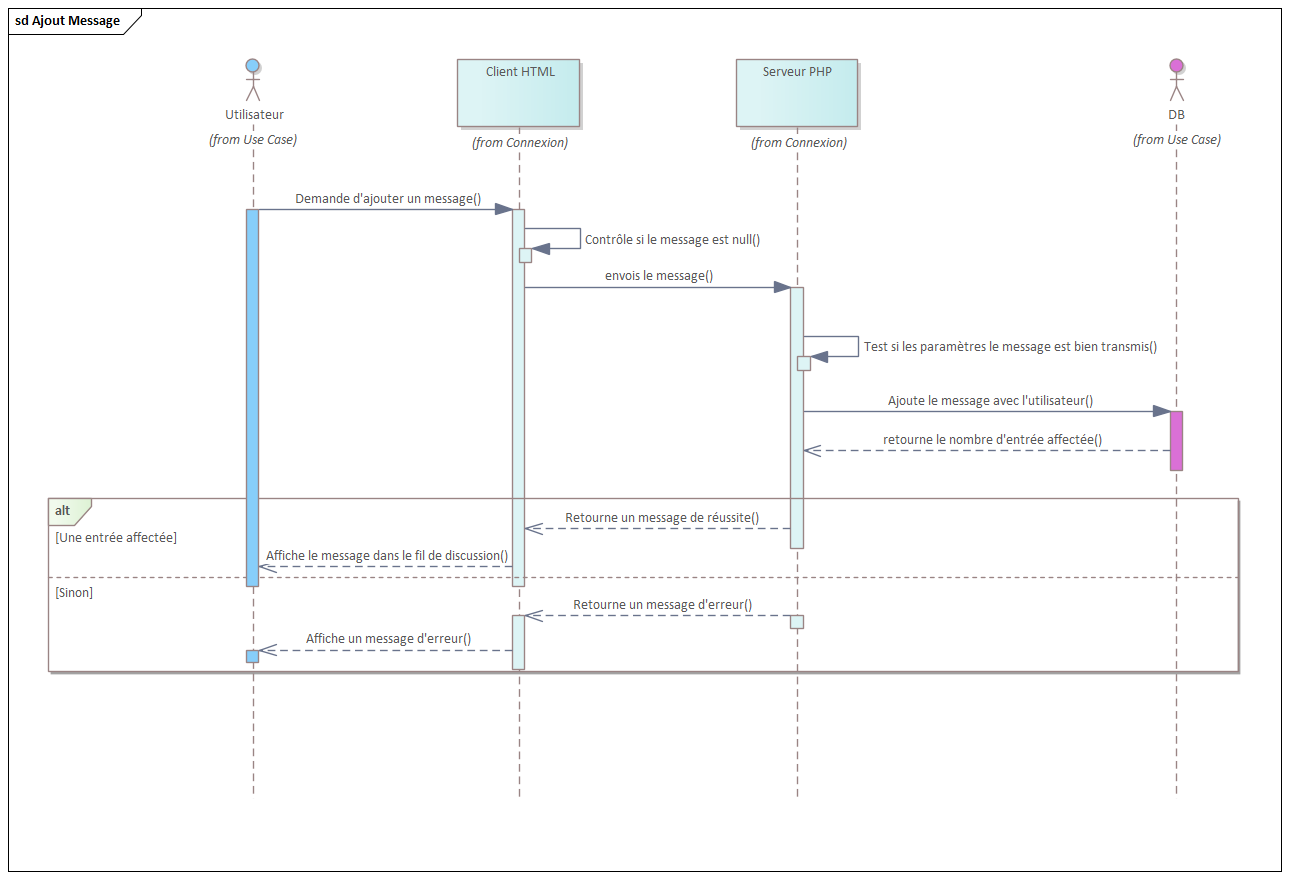 sd Ajout Message
Client HTML
Serveur PHP
Utilisateur
DB
(from Use Case)
(from Connexion)
(from Connexion)
(from Use Case)
Demande d'ajouter un message()
Contrôle si le message est null()
envois le message()
Test si les paramètres le message est bien transmis()
Ajoute le message avec l'utilisateur()
retourne le nombre d'entrée affectée()
alt
Retourne un message de réussite()
[Une entrée affectée]
Affiche le message dans le fil de discussion()
[Sinon]
Retourne un message d'erreur()
Affiche un message d'erreur()